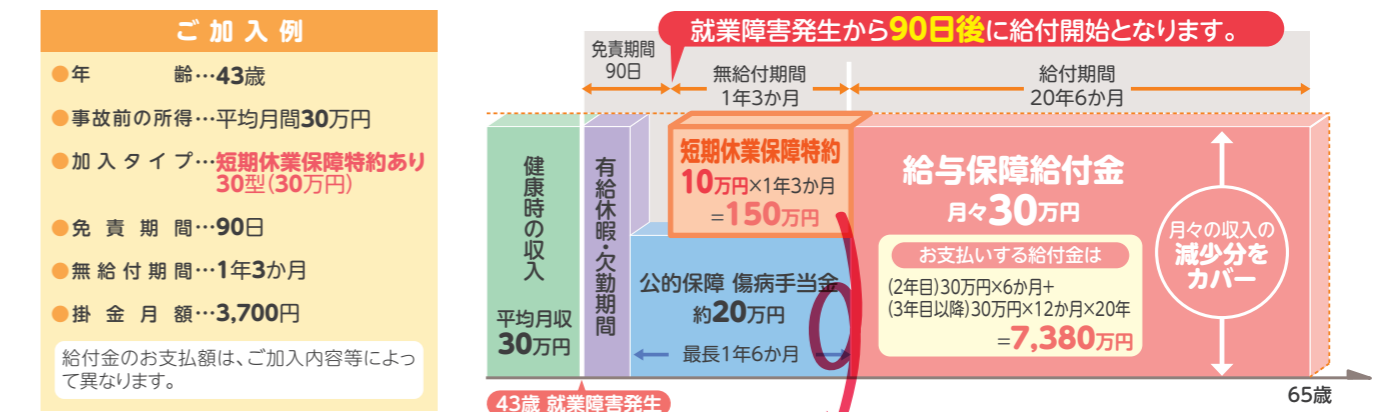 ご加入例
●年齢…43歳
●事故前の所得…平均月間30万円
●加入タイプ…短期休業保障特約あり
30型(30万円)
●免責期間…90日
●無給付期間…1年3か月
●掛金月額…3,700円
給付金のお支払額は、ご加入内容等によっ
て異なります。
就業障害発生から90日後に給付開始となります。
免責期間
90日
無給付期間
1年3か月
給付期間
20年6か月
健康時の収入
平均月収
30万円
有給休暇・欠勤期間
短期休業保障特約
10万円×1年3か月
=150万円
公的保障 傷病手当金
約20万円
最長1年6か月
給与保障給付金
月々30万円
お支払いする給付金は
(2年目)30万円×6か月+
(3年目以降)30万円×12か月×20年
=7,380万円
月々の収入の
減少分を
カバー
43歳 就業障害発生
65歳